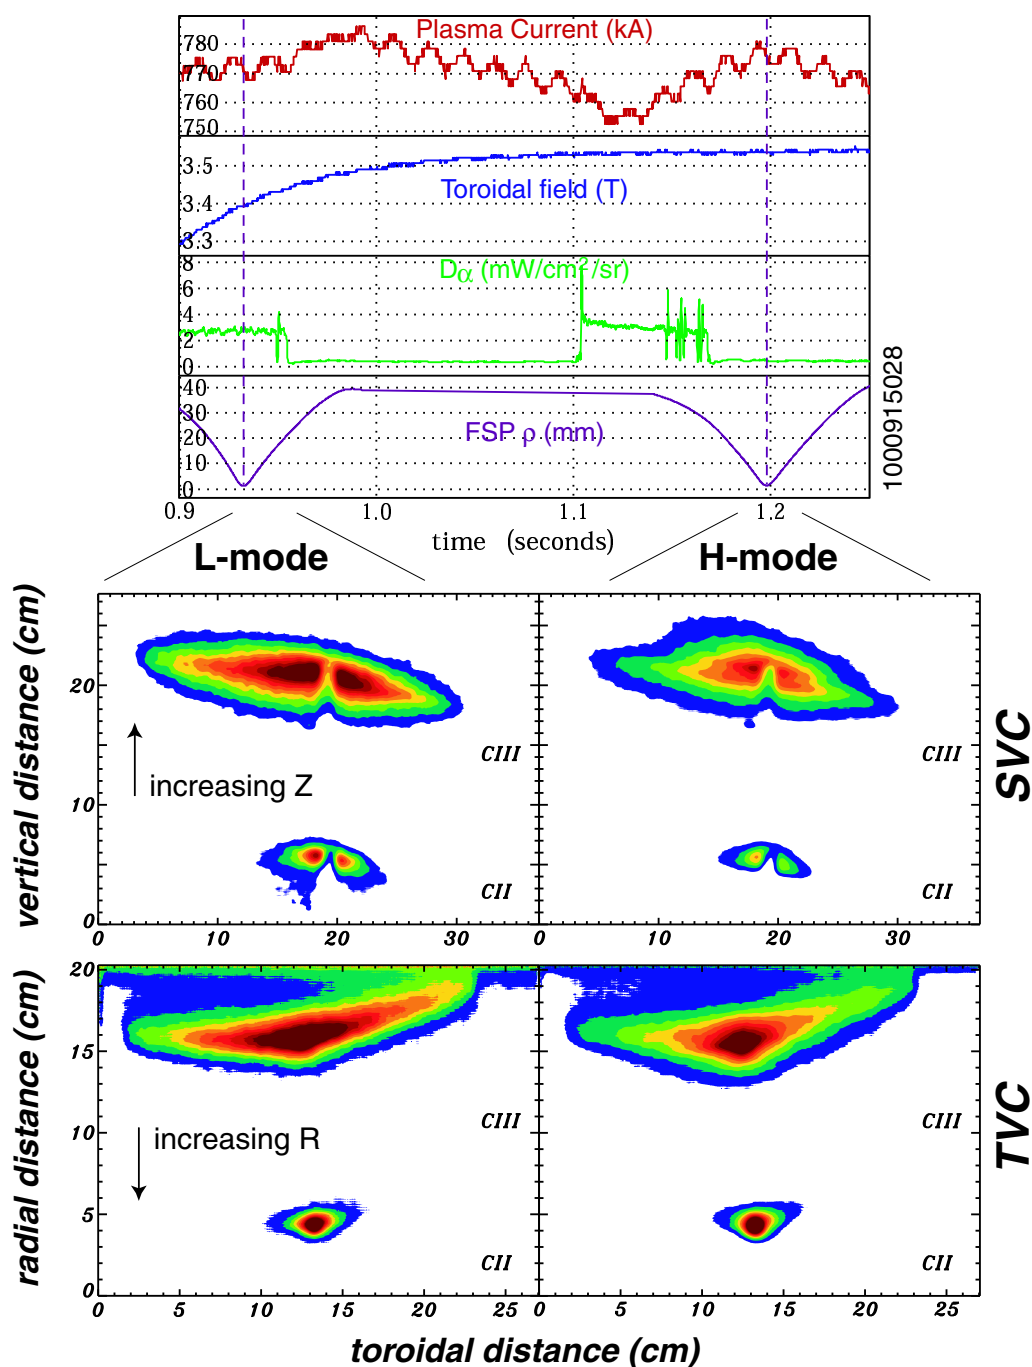 Plasma Current (kA)
780
770
760
750
Toroidal field (T)
3.5
3.4
3.3
Dα (mW/cm²/sr)
8
6
4
2
0
FSP ρ (mm)
40
30
20
10
0
0.9 1.0 1.1 1.2
time (seconds)
1000915028
L-mode H-mode
vertical distance (cm)
20
10
0
increasing Z
CIII CIII
CII CII
0 10 20 30 0 10 20 30
SVC
radial distance (cm)
20
15
10
5
0
increasing R
CIII CIII
CII CII
0 5 10 15 20 25 0 5 10 15 20 25
TVC
toroidal distance (cm)